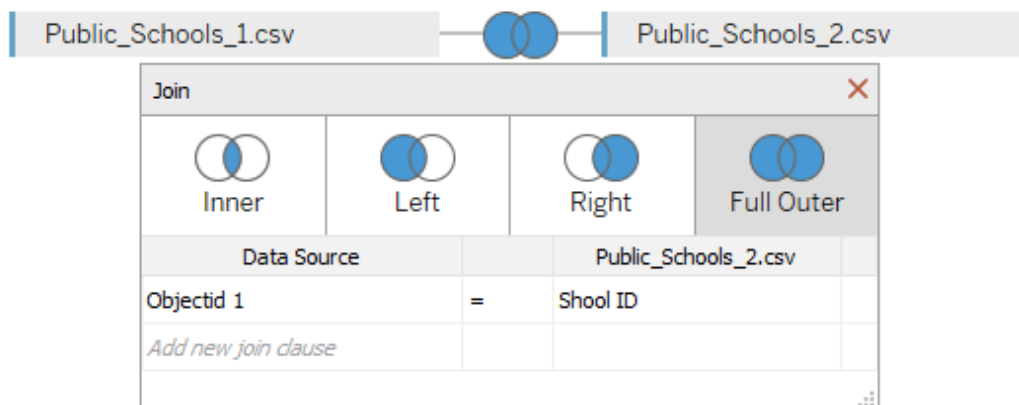 Public_Schools_1.csv Public_Schools_2.csv
Join
Inner Left Right Full Outer
Data Source Public_Schools_2.csv
Objectid 1 = Shool ID
Add new join clause